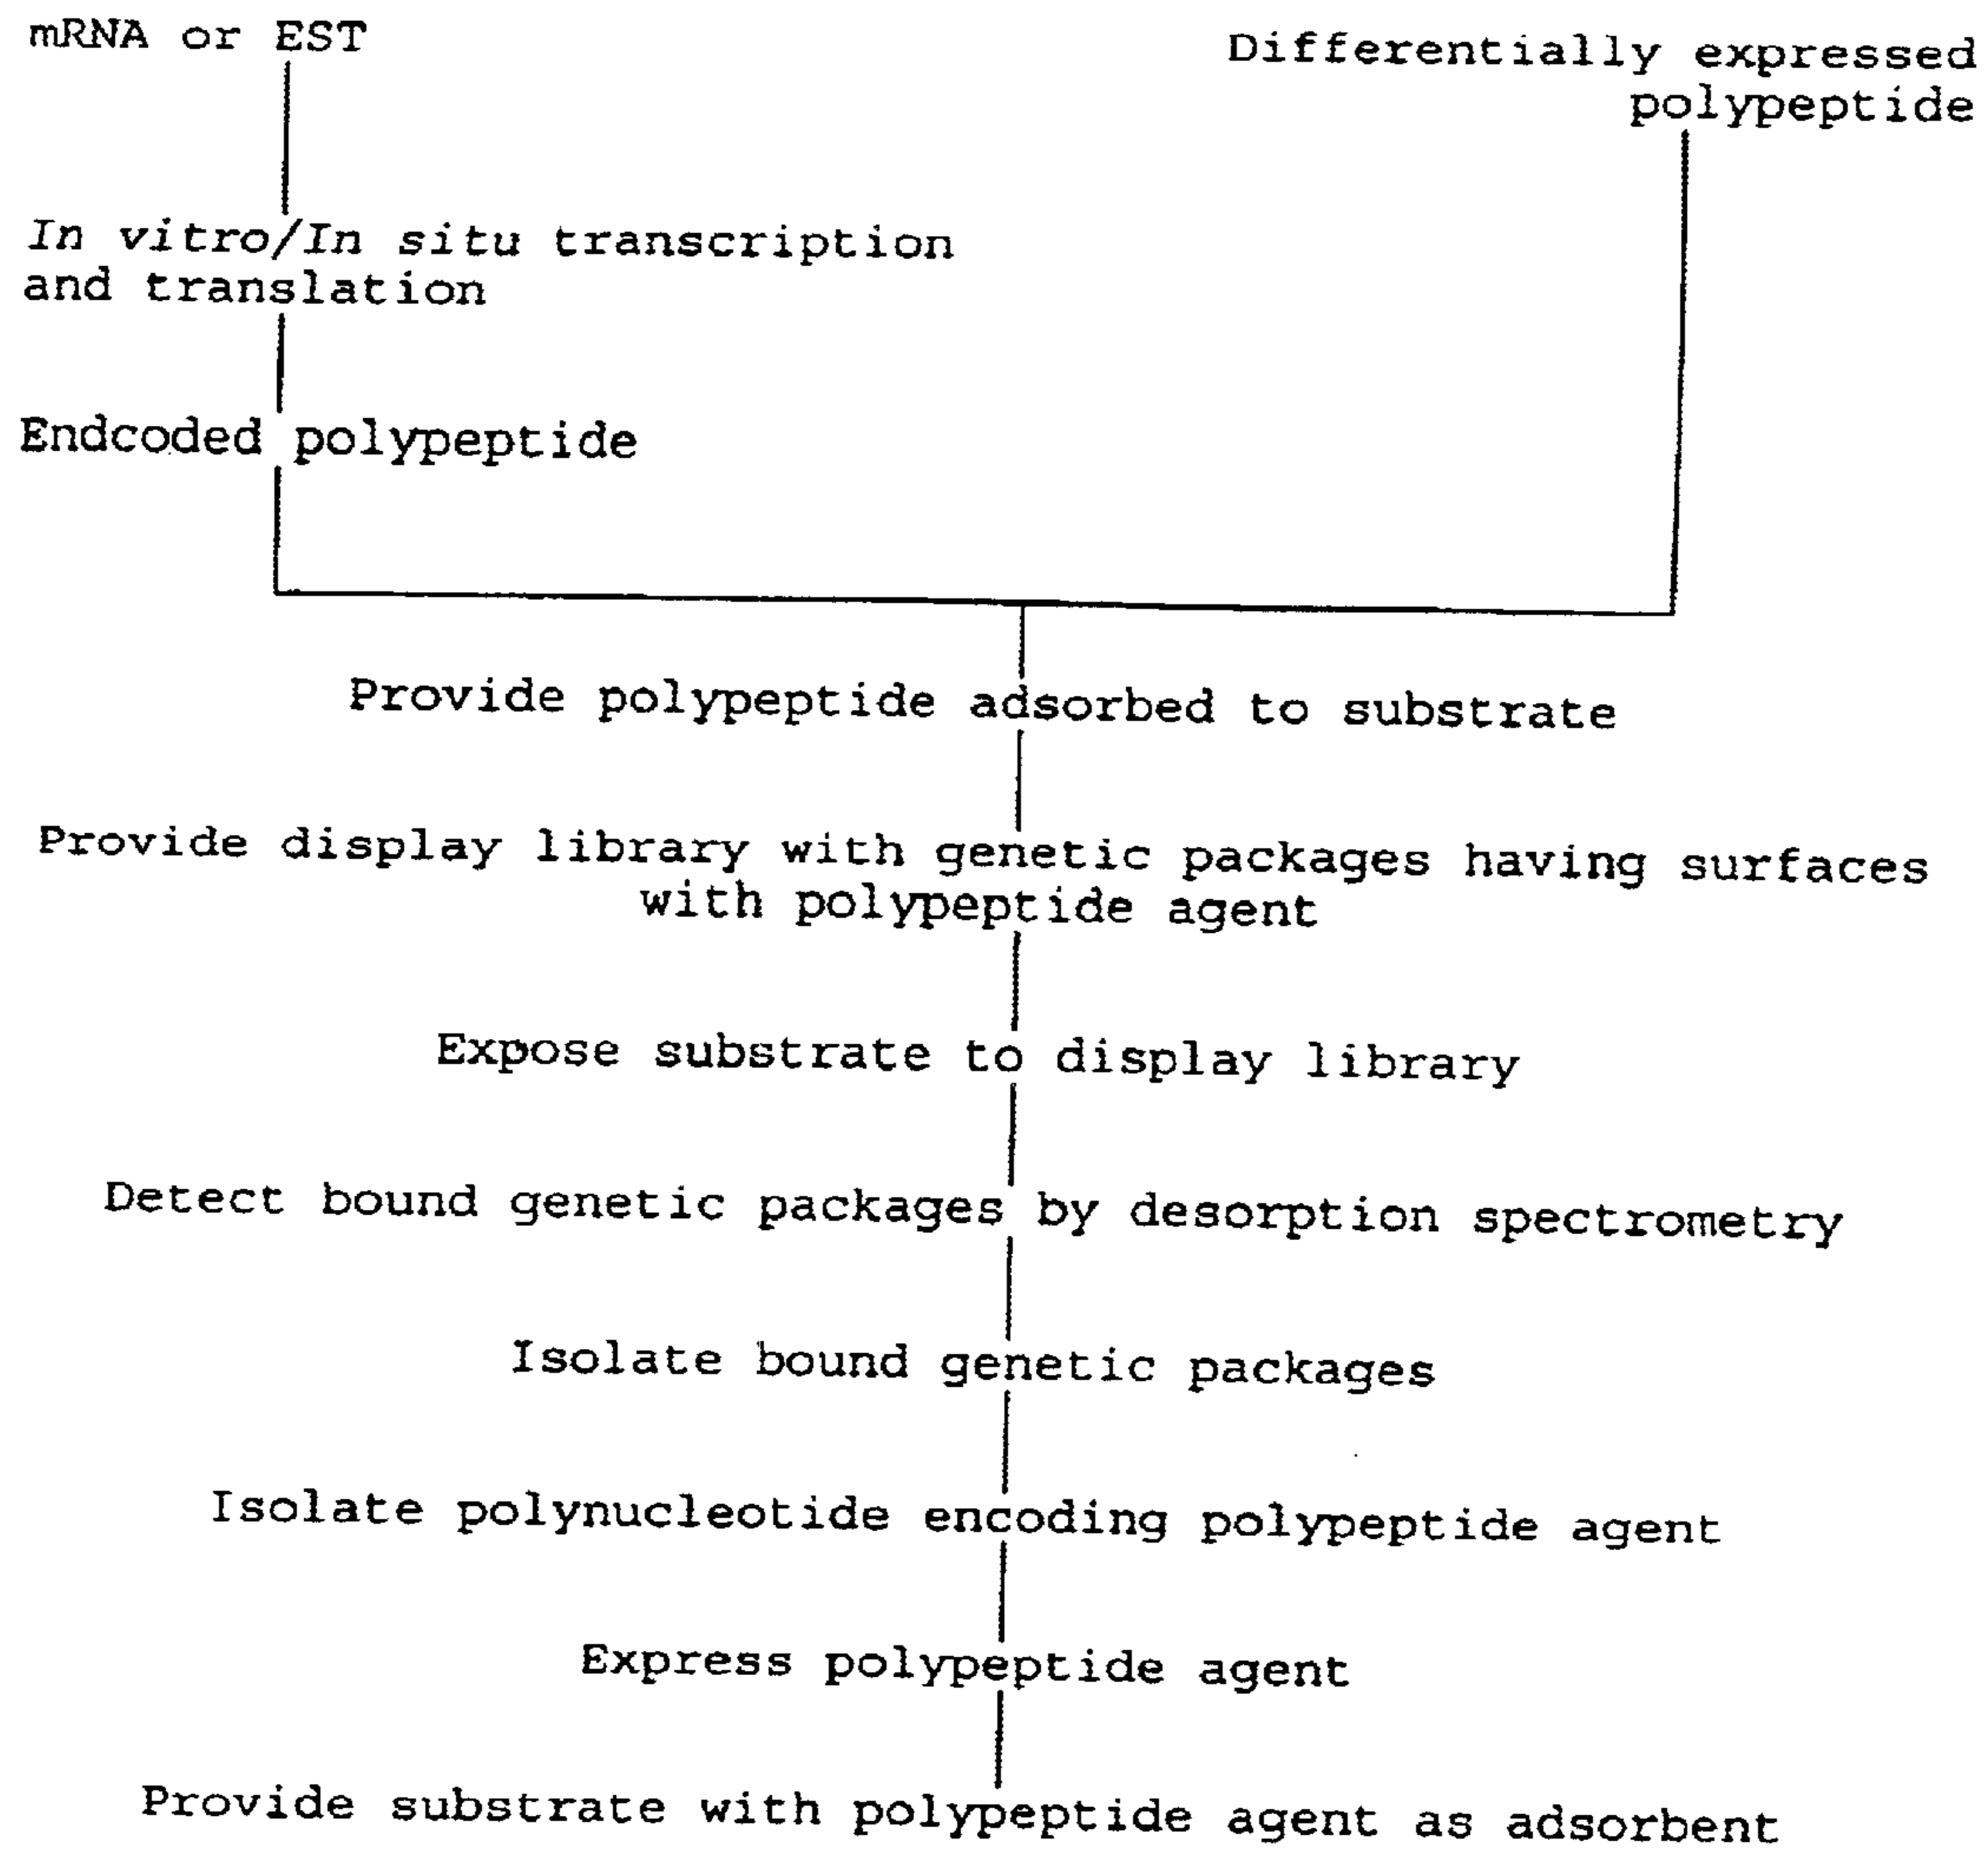 mRNA or EST
Differentially expressed
polypeptide
In vitro/In situ transcription
and translation
Endcoded polypeptide
Provide polypeptide adsorbed to substrate
Provide display library with genetic packages having surfaces
with polypeptide agent
Expose substrate to display library
Detect bound genetic packages by desorption spectrometry
Isolate bound genetic packages
Isolate polynucleotide encoding polypeptide agent
Express polypeptide agent
Provide substrate with polypeptide agent as adsorbent